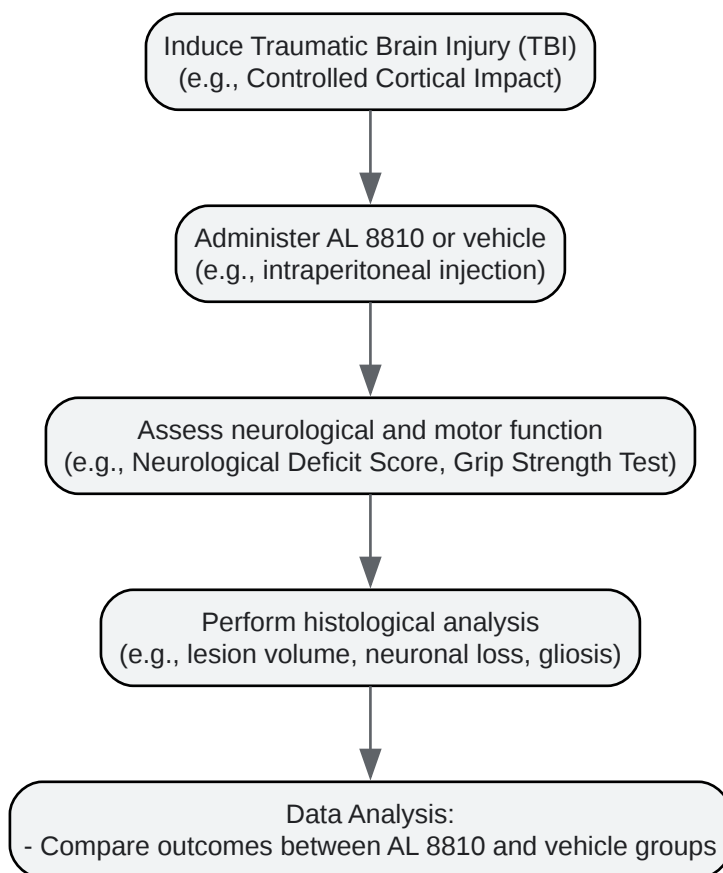 Induce Traumatic Brain Injury (TBI)
(e.g., Controlled Cortical Impact)
Administer AL 8810 or vehicle
(e.g., intraperitoneal injection)
Assess neurological and motor function
(e.g., Neurological Deficit Score, Grip Strength Test)
Perform histological analysis
(e.g., lesion volume, neuronal loss, gliosis)
Data Analysis:
- Compare outcomes between AL 8810 and vehicle groups